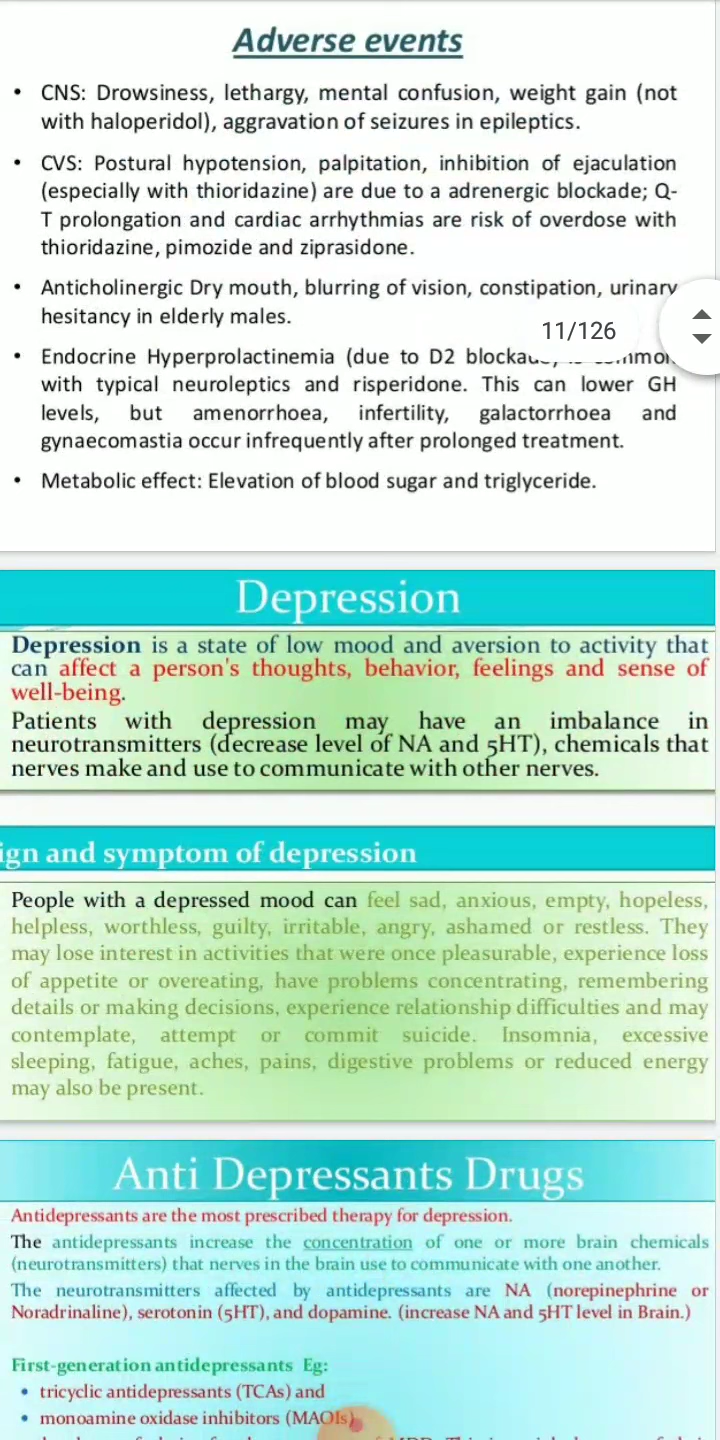 Adverse events
• CNS: Drowsiness, lethargy, mental confusion, weight gain (not
with haloperidol), aggravation of seizures in epileptics.
• CVS: Postural hypotension, palpitation, inhibition of ejaculation
(especially with thioridazine) are due to a adrenergic blockade; Q-
T prolongation and cardiac arrhythmias are risk of overdose with
thioridazine, pimozide and ziprasidone.
• Anticholinergic Dry mouth, blurring of vision, constipation, urinary
hesitancy in elderly males.
11/126
• Endocrine Hyperprolactinemia (due to D2
with typical neuroleptics and risperidone. This can lower GH
levels, but amenorrhoea, infertility, galactorrhoea and
gynaecomastia occur infrequently after prolonged treatment.
• Metabolic effect: Elevation of blood sugar and triglyceride.
Depression
Depression is a state of low mood and aversion to activity that
can affect a person's thoughts, behavior, feelings and sense of
well-being.
Patients with depression may have an imbalance in
neurotransmitters (decrease level of NA and 5HT), chemicals that
nerves make and use to communicate with other nerves.
ign and symptom of depression
People with a depressed mood can feel sad, anxious, empty, hopeless,
helpless, worthless, guilty, irritable, angry, ashamed or restless. They
may lose interest in activities that were once pleasurable, experience loss
of appetite or overeating, have problems concentrating, remembering
details or making decisions, experience relationship difficulties and may
contemplate, attempt or commit suicide. Insomnia, excessive
sleeping, fatigue, aches, pains, digestive problems or reduced energy
may also be present.
Anti Depressants Drugs
Antidepressants are the most prescribed therapy for depression.
The antidepressants increase the concentration of one or more brain chemicals
(neurotransmitters) that nerves in the brain use to communicate with one another.
The neurotransmitters affected by antidepressants are NA (norepinephrine or
Noradrinaline), serotonin (5HT), and dopamine. (increase NA and 5HT level in Brain.)
First-generation antidepressants Eg:
• tricyclic antidepressants (TCAs) and
• monoamine oxidase inhibitors (MAOIs)